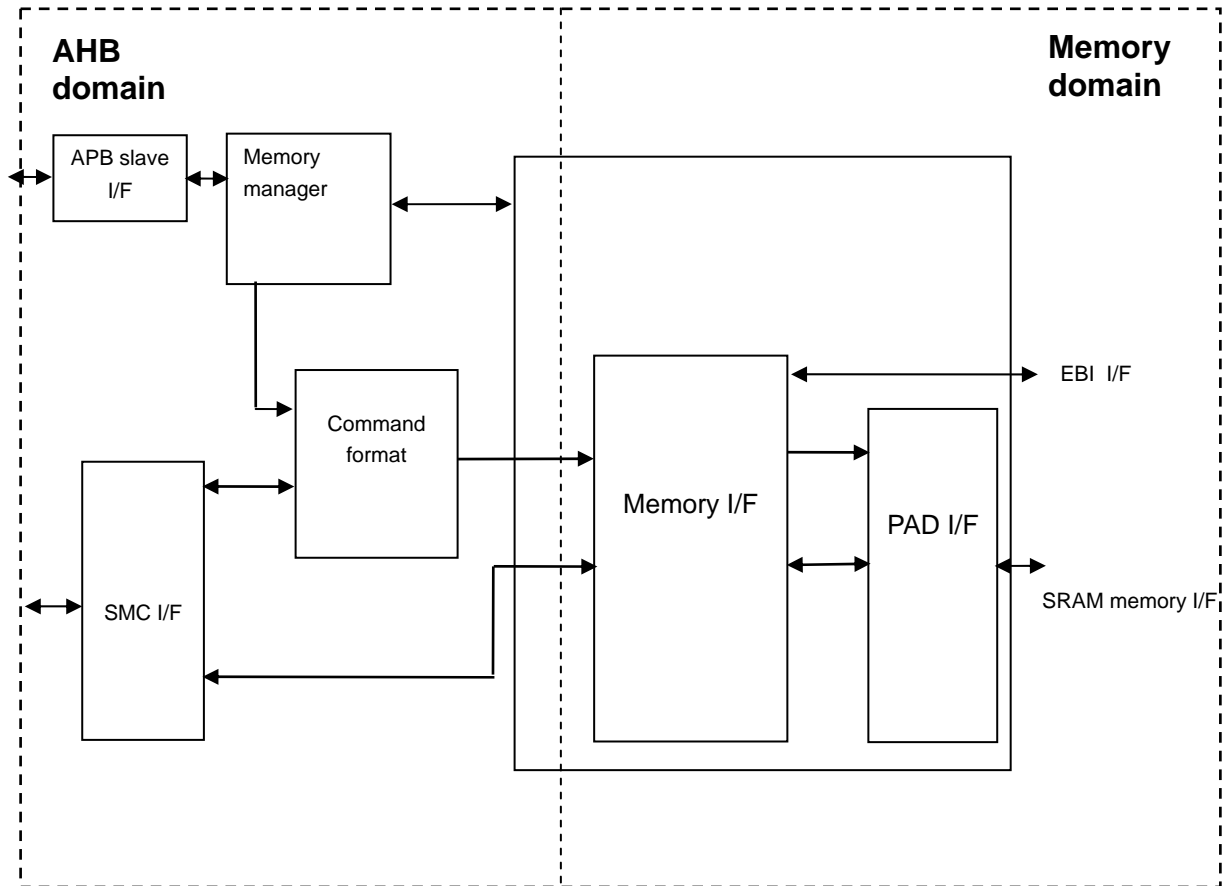 AHB
domain
Memory
domain
APB slave
I/F
Memory
manager
EBI I/F
Command
format
Memory I/F
PAD I/F
SMC I/F
SRAM memory I/F